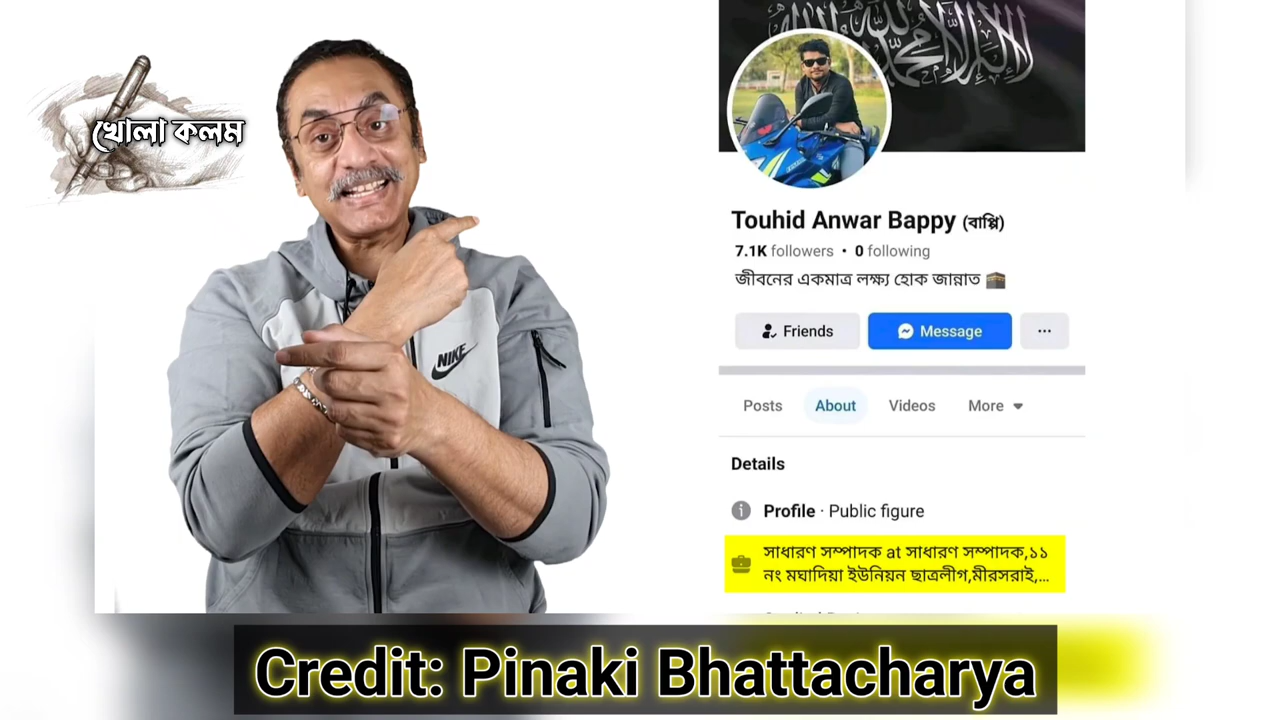 খোলা কলম
NIKE
Touhid Anwar Bappy (বাপ্পি)
7.1K followers • 0 following
জীবনের একমাত্র লক্ষ্য হোক জান্নাত 🕋
Friends
Message
Posts
About
Videos
More
Details
Profile · Public figure
সাধারণ সম্পাদক at সাধারণ সম্পাদক,১১
নং মঘাদিয়া ইউনিয়ন ছাত্রলীগ,মীরসরাই,...
Credit: Pinaki Bhattacharya